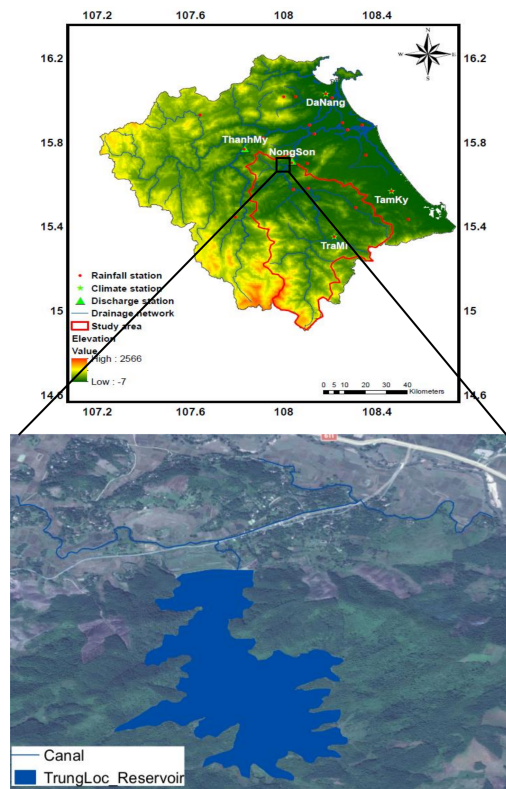 107.2 107.6 108 108.4
16.2 16.2
DaNang
15.8 ThanhMy 15.8
NongSon
TamKy
15.4 15.4
TraMi
Rainfall station
Climate station
Discharge station
15 Drainage network 15
Study area
Elevation
Value
High : 2566
Low : -7
0 5 10 20 30 40
Kilometers
14.6 14.6
107.2 107.6 108 108.4
N
W E
S
Canal
TrungLoc_Reservoir